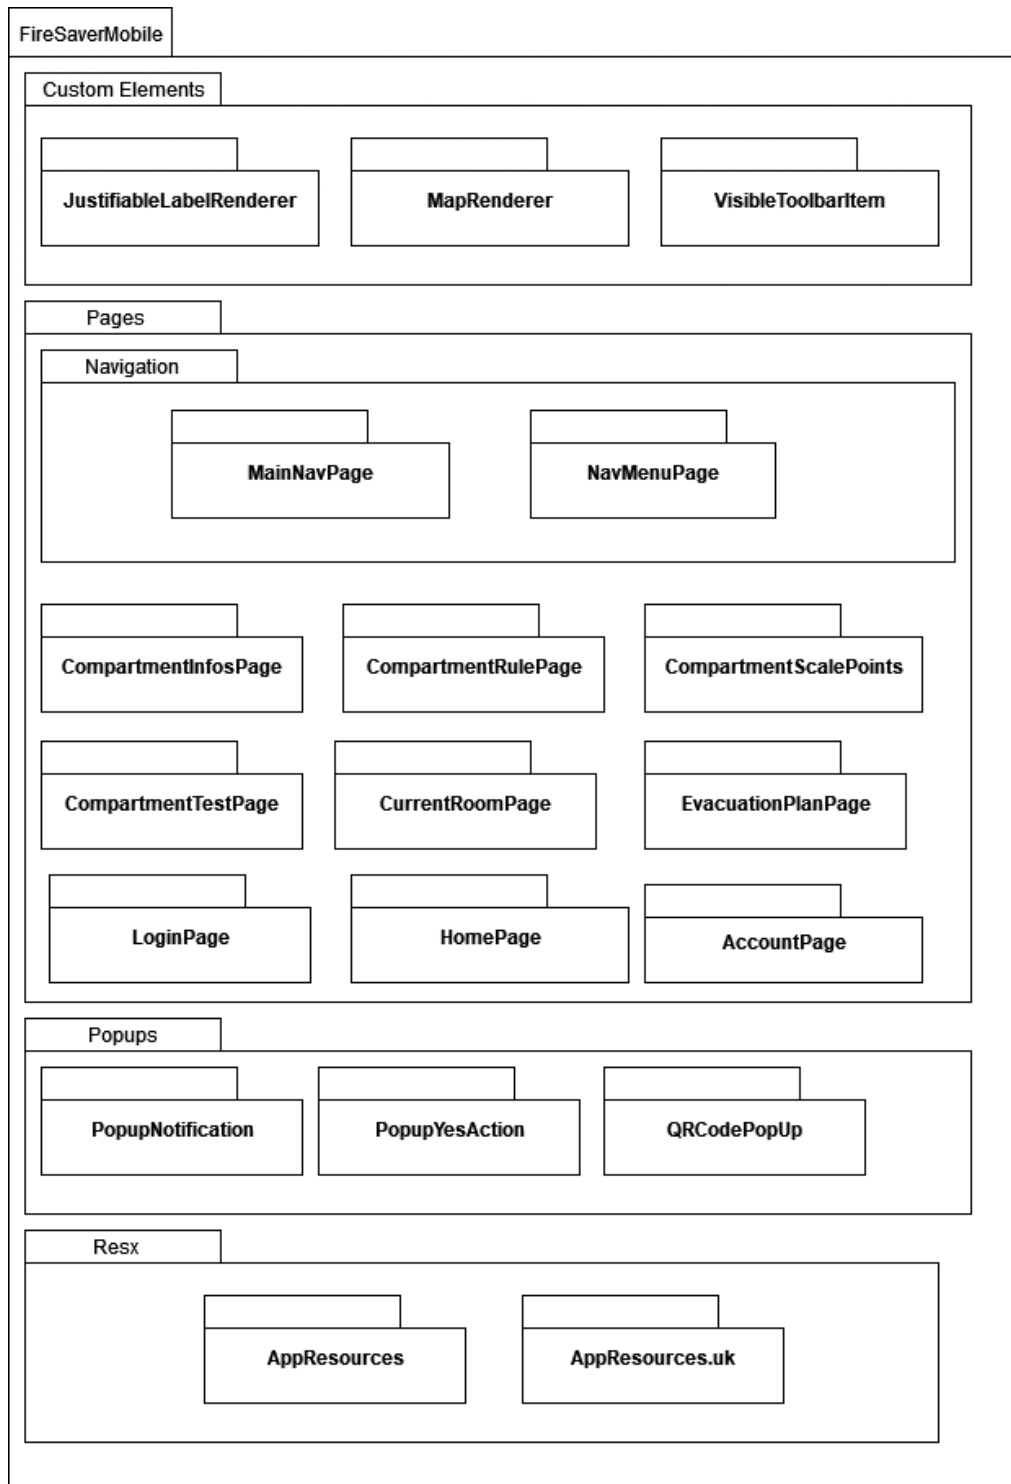 FireSaverMobile
Custom Elements
JustifiableLabelRenderer
MapRenderer
VisibleToolbarItem
Pages
Navigation
MainNavPage
NavMenuPage
CompartmentInfosPage
CompartmentRulePage
CompartmentScalePoints
CompartmentTestPage
CurrentRoomPage
EvacuationPlanPage
LoginPage
HomePage
AccountPage
Popups
PopupNotification
PopupYesAction
QRCodePopUp
Resx
AppResources
AppResources.uk